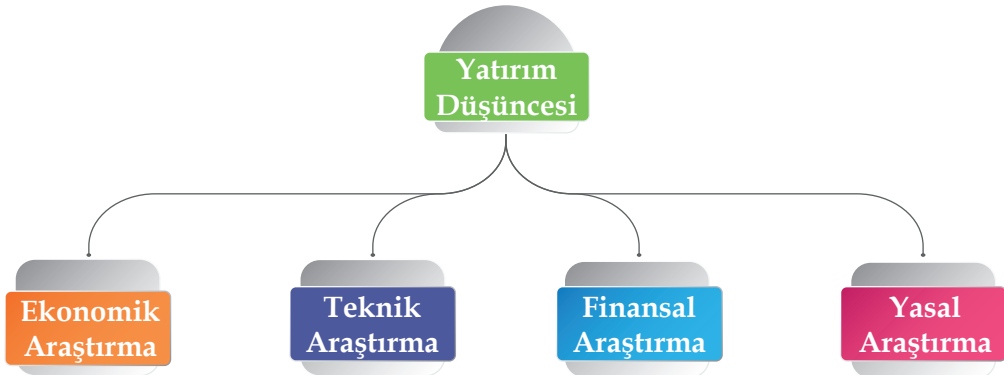 Yatırım
Düşüncesi
Ekonomik
Araştırma
Teknik
Araştırma
Finansal
Araştırma
Yasal
Araştırma